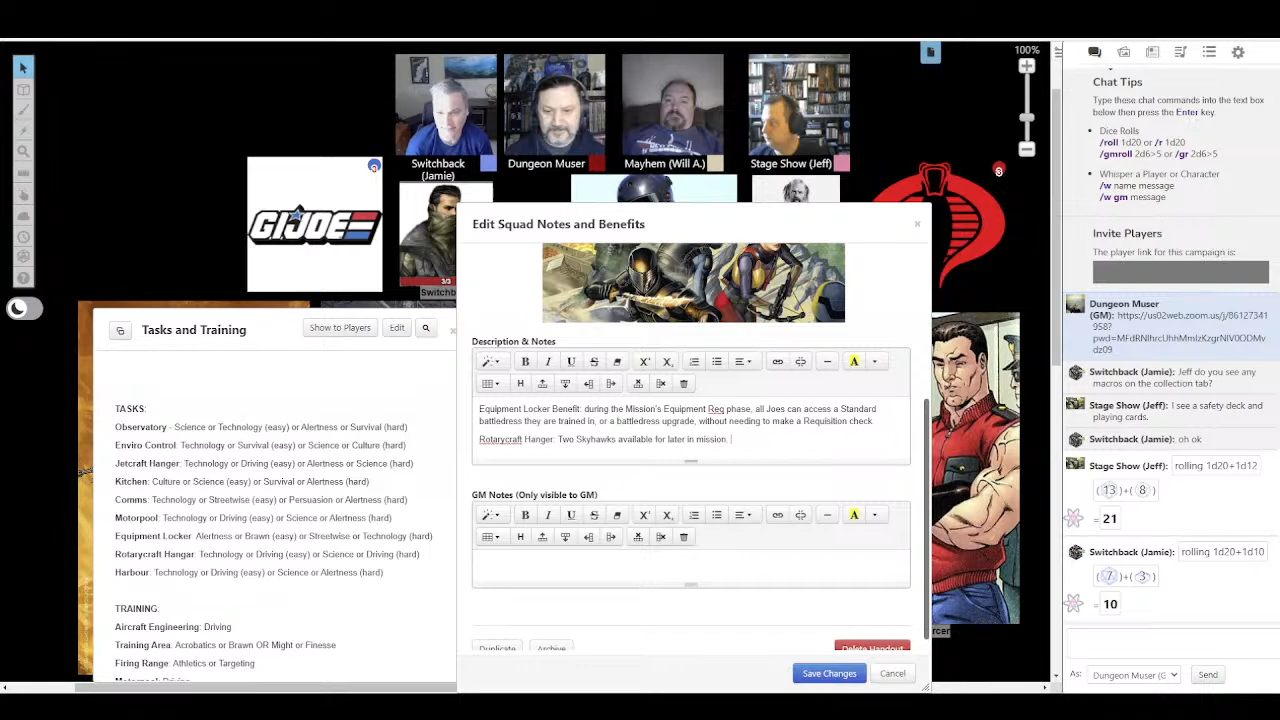 100%
Chat Tips
Type these chat commands into the text box
below then press the Enter key.
Dice Rolls
/roll 1d20 or /r 1d20
/gmroll 2d6>5 or /gr 2d6>5
Whisper a Player or Character
/w name message
/w gm message
Invite Players
The player link for this campaign is:
Switchback
(Jamie)
Dungeon Muser
Mayhem (Will A.)
Stage Show (Jeff)
GI JOE
3/3
Switchb
Tasks and Training
Show to Players
Edit
TASKS:
Observatory - Science or Technology (easy) or Alertness or Survival (hard)
Enviro Control: Technology or Survival (easy) or Science or Culture (hard)
Jetcraft Hanger: Technology or Driving (easy) or Alertness or Science (hard)
Kitchen: Culture or Science (easy) or Survival or Alertness (hard)
Comms: Technology or Streetwise (easy) or Persuasion or Alertness (hard)
Motorpool: Technology or Driving (easy) or Science or Alertness (hard)
Equipment Locker: Alertness or Brawn (easy) or Streetwise or Technology (hard)
Rotarycraft Hangar: Technology or Driving (easy) or Science or Driving (hard)
Harbour: Technology or Driving (easy) or Science or Alertness (hard)
TRAINING:
Aircraft Engineering: Driving
Training Area: Acrobatics or Brawn OR Might or Finesse
Firing Range: Athletics or Targeting
Motorpool: Driving
Edit Squad Notes and Benefits
Description & Notes
Equipment Locker Benefit: during the Mission's Equipment Req phase, all Joes can access a Standard
battledress they are trained in, or a battledress upgrade, without needing to make a Requisition check.
Rotarycraft Hanger: Two Skyhawks available for later in mission.
GM Notes (Only visible to GM)
Duplicate
Archive
Delete Handout
Save Changes
Cancel
rcer
Dungeon Muser
(GM): https://
us02web.zoom.us/j/86127341
958?
Switchback (Jamie): Jeff do you see any
macros on the collection tab?
Stage Show (Jeff): I see a safety deck and
playing cards.
Switchback (Jamie): oh ok
Stage Show (Jeff): rolling 1d20+1d12
(13)+(8)
= 21
Switchback (Jamie): rolling 1d20+1d10
(7)+(3)
= 10
As:
Dungeon Muser (G
Send